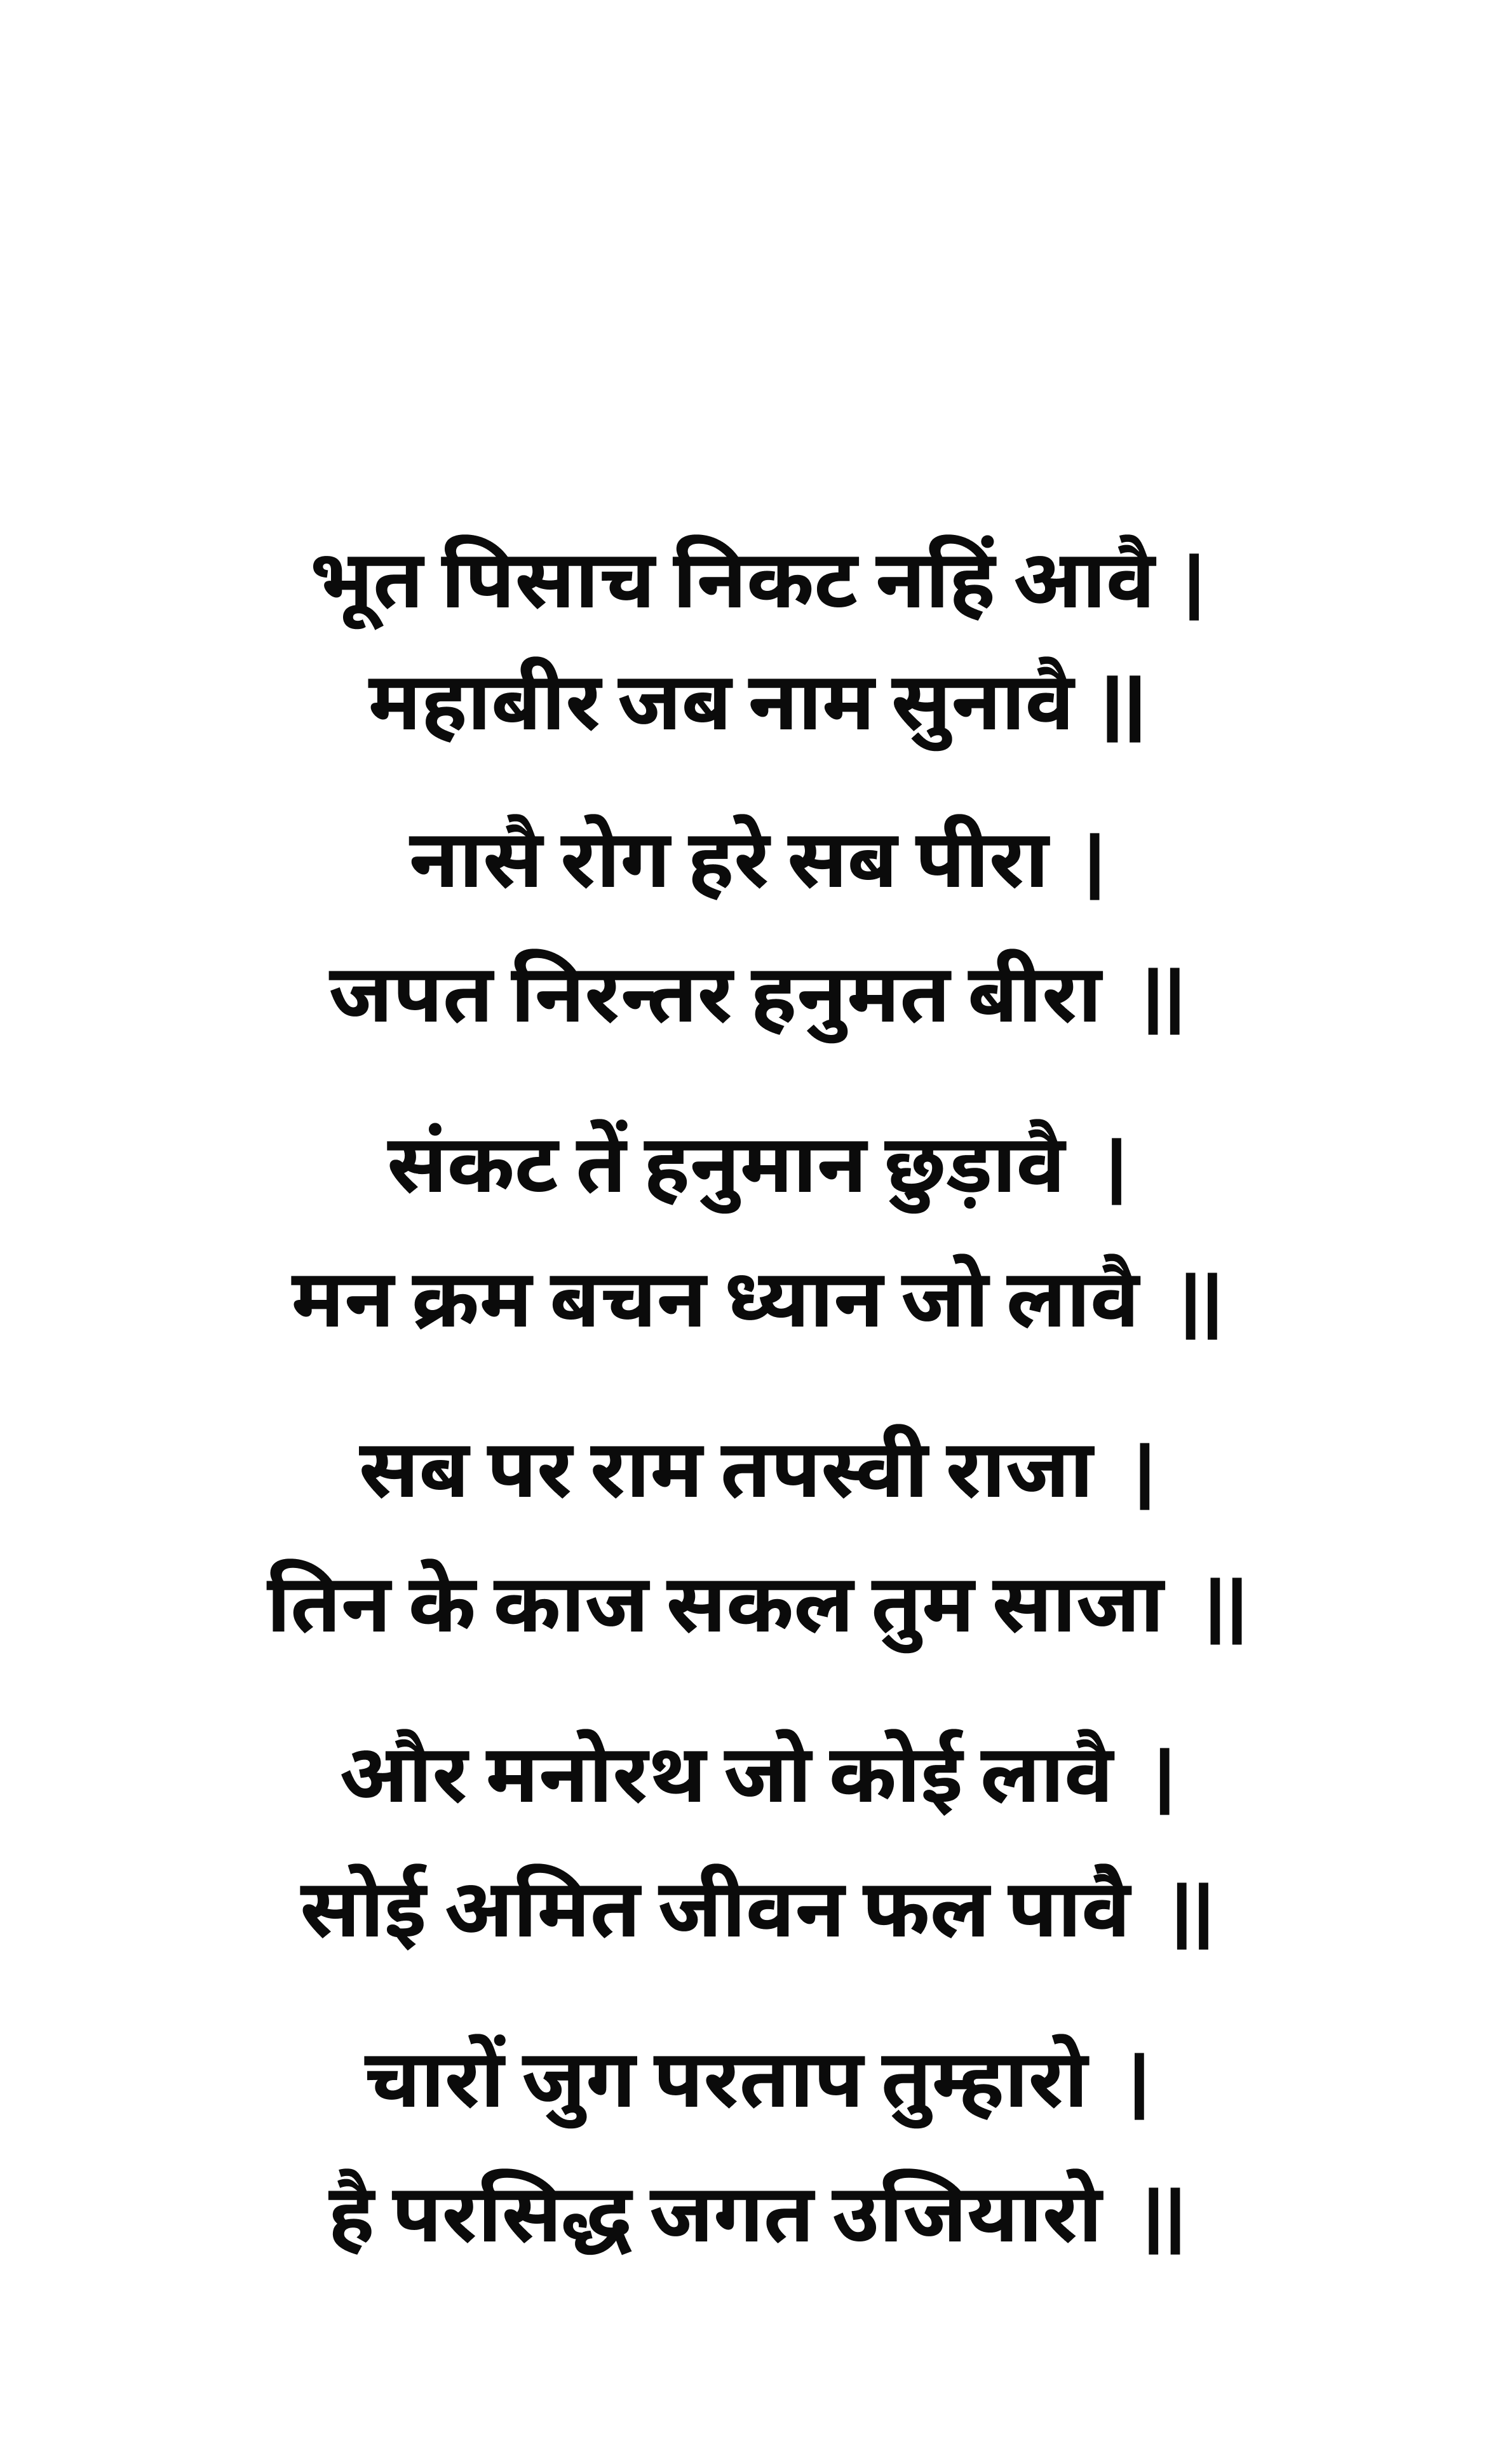 भूत पिसाच निकट नहिं आवै |
महावीर जब नाम सुनावै ||
नासै रोग हरे सब पीरा |
जपत निरन्तर हनुमत बीरा ||
संकट तें हनुमान छुड़ावै |
मन क्रम बचन ध्यान जो लावै ||
सब पर राम तपस्वी राजा |
तिन के काज सकल तुम साजा ||
और मनोरथ जो कोई लावै |
सोई अमित जीवन फल पावै ||
चारों जुग परताप तुम्हारो |
है परसिद्ध जगत उजियारो ||